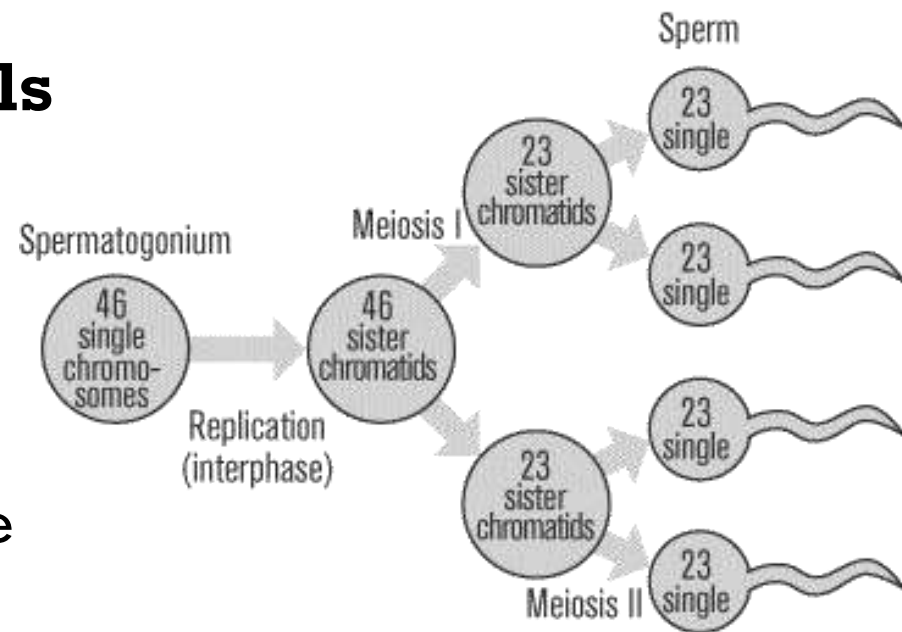 ls
Sperm
23
single
23
sister
chromatids
Meiosis I
Spermatogonium
23
single
46
single
chromo-
somes
46
sister
chromatids
Replication
(interphase)
23
single
23
sister
chromatids
e
Meiosis II
23
single